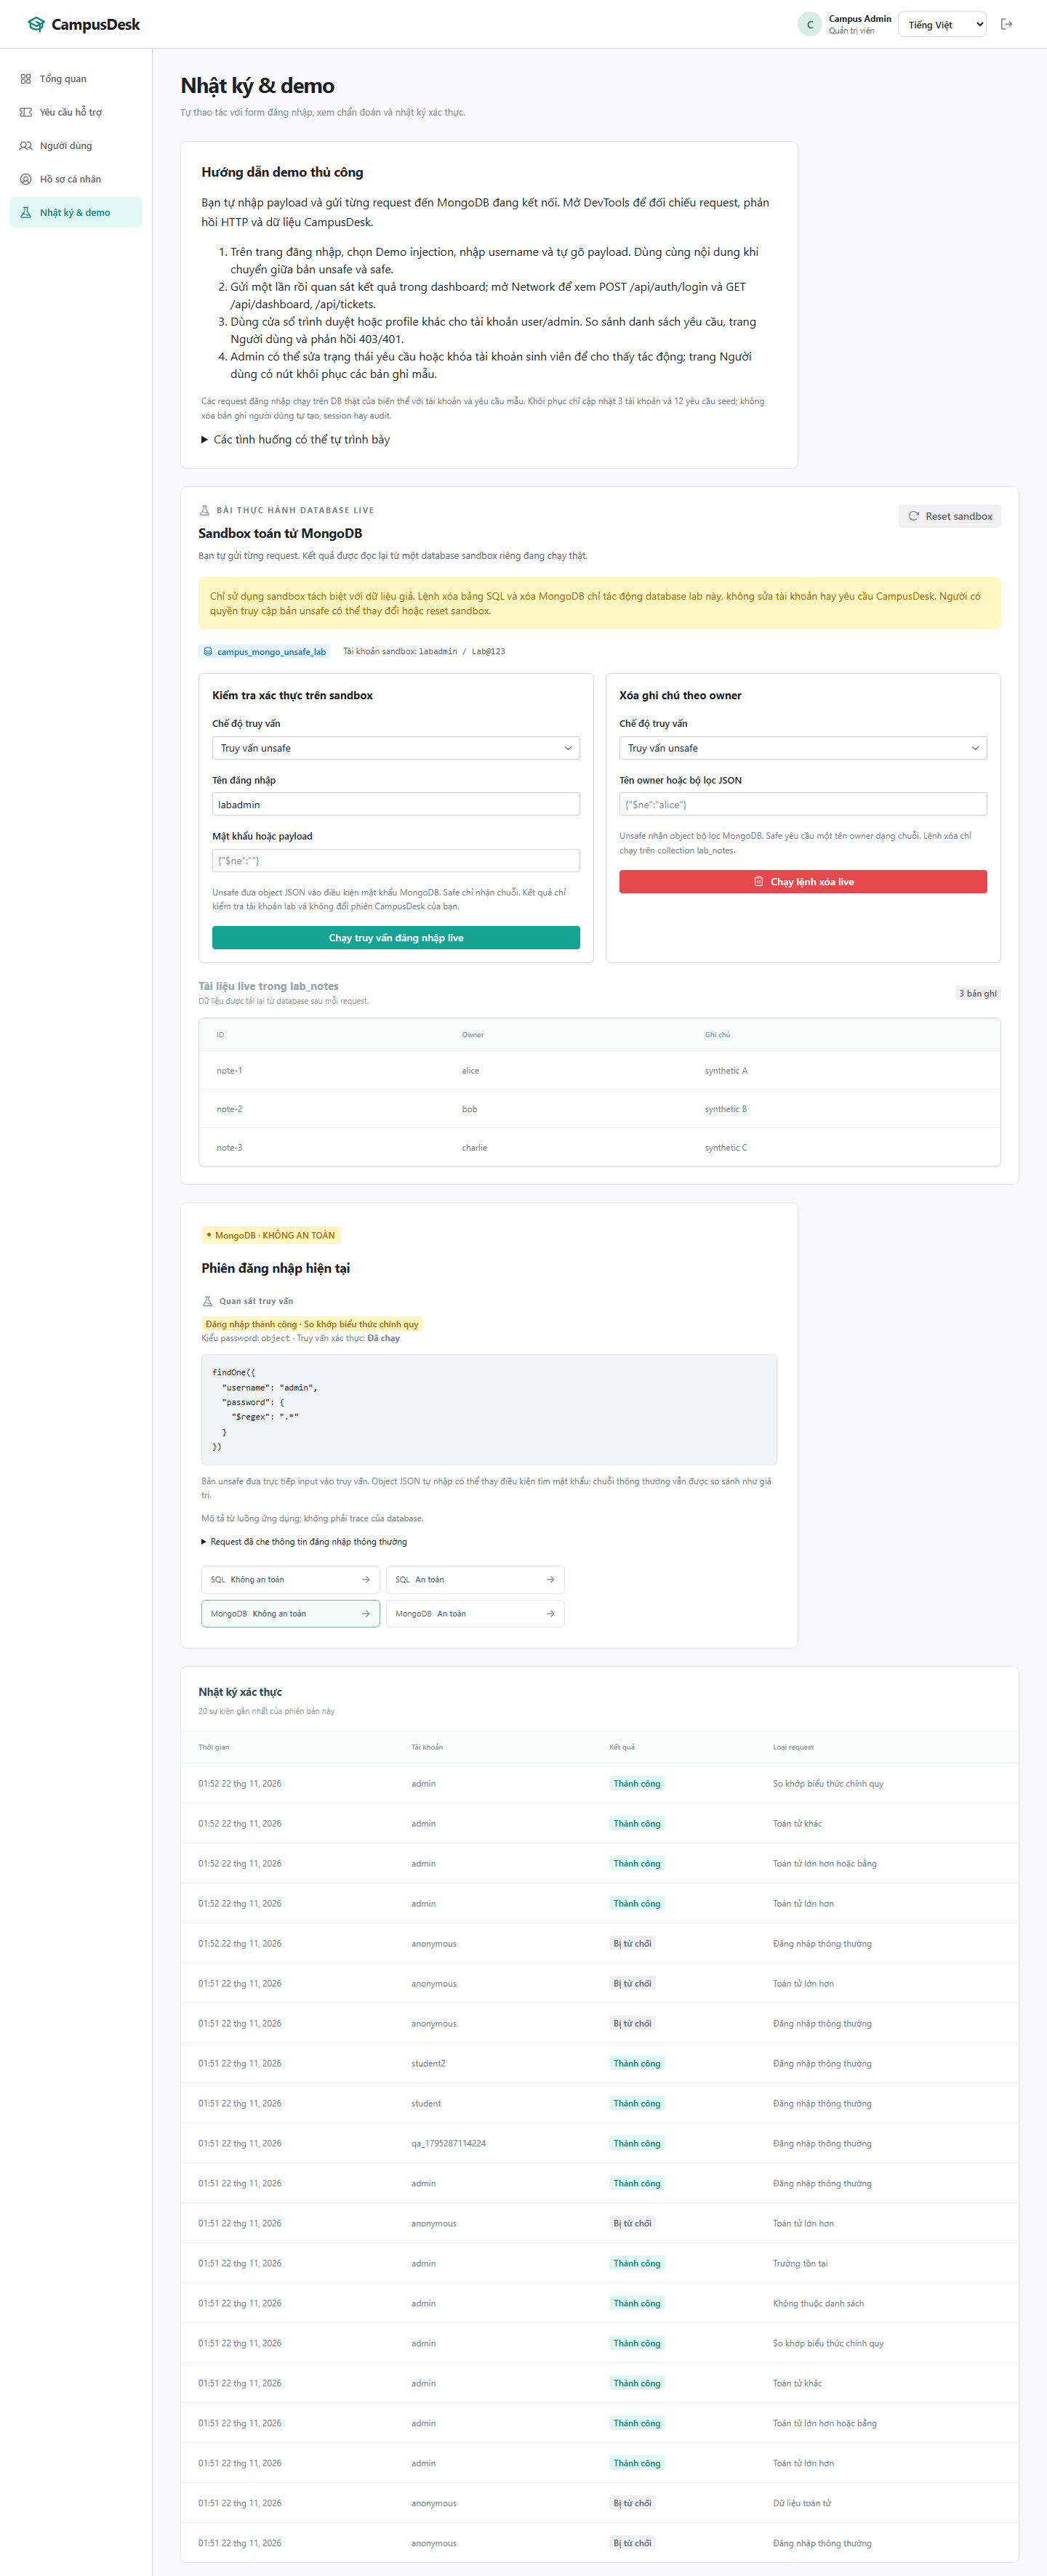 CampusDesk
C
Campus Admin
Quản trị viên
Tiếng Việt
Tổng quan
Yêu cầu hỗ trợ
Người dùng
Hồ sơ cá nhân
Nhật ký & demo
Nhật ký & demo
Tự thao tác với form đăng nhập, xem chẩn đoán và nhật ký xác thực.
Hướng dẫn demo thủ công
Bạn tự nhập payload và gửi từng request đến MongoDB đang kết nối. Mở DevTools để đối chiếu request, phản
hồi HTTP và dữ liệu CampusDesk.
1. Trên trang đăng nhập, chọn Demo injection, nhập username và tự gõ payload. Dùng cùng nội dung khi
chuyển giữa bản unsafe và safe.
2. Gửi một lần rồi quan sát kết quả trong dashboard; mở Network để xem POST /api/auth/login và GET
/api/dashboard, /api/tickets.
3. Dùng cửa sổ trình duyệt hoặc profile khác cho tài khoản user/admin. So sánh danh sách yêu cầu, trang
Người dùng và phản hồi 403/401.
4. Admin có thể sửa trạng thái yêu cầu hoặc khóa tài khoản sinh viên để cho thấy tác động; trang Người
dùng có nút khôi phục các bản ghi mẫu.
Các request đăng nhập chạy trên DB thật của biến thể với tài khoản và yêu cầu mẫu. Khôi phục chỉ cập nhật 3 tài khoản và 12 yêu cầu seed; không
xóa bản ghi người dùng tự tạo, session hay audit.
Các tình huống có thể tự trình bày
BÀI THỰC HÀNH DATABASE LIVE
Sandbox toán tử MongoDB
Bạn tự gửi từng request. Kết quả được đọc lại từ một database sandbox riêng đang chạy thật.
Reset sandbox
Chỉ sử dụng sandbox tách biệt với dữ liệu giả. Lệnh xóa bảng SQL và xóa MongoDB chỉ tác động database lab này, không sửa tài khoản hay yêu cầu CampusDesk. Người có
quyền truy cập bản unsafe có thể thay đổi hoặc reset sandbox.
campus_mongo_unsafe_lab
Tài khoản sandbox: labadmin / Lab@123
Kiểm tra xác thực trên sandbox
Chế độ truy vấn
Truy vấn unsafe
Tên đăng nhập
labadmin
Mật khẩu hoặc payload
{"$ne":""}
Unsafe đưa object JSON vào điều kiện mật khẩu MongoDB. Safe chỉ nhận chuỗi. Kết quả chỉ
kiểm tra tài khoản lab và không đổi phiên CampusDesk của bạn.
Chạy truy vấn đăng nhập live
Xóa ghi chú theo owner
Chế độ truy vấn
Truy vấn unsafe
Tên owner hoặc bộ lọc JSON
{"$ne":"alice"}
Unsafe nhận object bộ lọc MongoDB. Safe yêu cầu một tên owner dạng chuỗi. Lệnh xóa chỉ
chạy trên collection lab_notes.
Chạy lệnh xóa live
Tài liệu live trong lab_notes
Dữ liệu được tải lại từ database sau mỗi request.
3 bản ghi
ID Owner Ghi chú
note-1 alice synthetic A
note-2 bob synthetic B
note-3 charlie synthetic C
MongoDB · KHÔNG AN TOÀN
Phiên đăng nhập hiện tại
Quan sát truy vấn
Đăng nhập thành công · So khớp biểu thức chính quy
Kiểu password: object · Truy vấn xác thực: Đã chạy
findOne({
"username": "admin",
"password": {
"$regex": ".*"
}
})
Bản unsafe đưa trực tiếp input vào truy vấn. Object JSON tự nhập có thể thay điều kiện tìm mật khẩu; chuỗi thông thường vẫn được so sánh như giá
trị.
Mô tả từ luồng ứng dụng; không phải trace của database.
Request đã che thông tin đăng nhập thông thường
SQL Không an toàn
SQL An toàn
MongoDB Không an toàn
MongoDB An toàn
Nhật ký xác thực
20 sự kiện gần nhất của phiên bản này
Thời gian Tài khoản Kết quả Loại request
01:52 22 thg 11, 2026 admin Thành công So khớp biểu thức chính quy
01:52 22 thg 11, 2026 admin Thành công Toán tử khác
01:52 22 thg 11, 2026 admin Thành công Toán tử lớn hơn hoặc bằng
01:52 22 thg 11, 2026 admin Thành công Toán tử lớn hơn
01:52 22 thg 11, 2026 anonymous Bị từ chối Đăng nhập thông thường
01:51 22 thg 11, 2026 anonymous Bị từ chối Toán tử lớn hơn
01:51 22 thg 11, 2026 anonymous Bị từ chối Đăng nhập thông thường
01:51 22 thg 11, 2026 student2 Thành công Đăng nhập thông thường
01:51 22 thg 11, 2026 student Thành công Đăng nhập thông thường
01:51 22 thg 11, 2026 qa_1795287114224 Thành công Đăng nhập thông thường
01:51 22 thg 11, 2026 admin Thành công Đăng nhập thông thường
01:51 22 thg 11, 2026 anonymous Bị từ chối Toán tử lớn hơn
01:51 22 thg 11, 2026 admin Thành công Trường tồn tại
01:51 22 thg 11, 2026 admin Thành công Không thuộc danh sách
01:51 22 thg 11, 2026 admin Thành công So khớp biểu thức chính quy
01:51 22 thg 11, 2026 admin Thành công Toán tử khác
01:51 22 thg 11, 2026 admin Thành công Toán tử lớn hơn hoặc bằng
01:51 22 thg 11, 2026 admin Thành công Toán tử lớn hơn
01:51 22 thg 11, 2026 anonymous Bị từ chối Dữ liệu toán tử
01:51 22 thg 11, 2026 anonymous Bị từ chối Đăng nhập thông thường